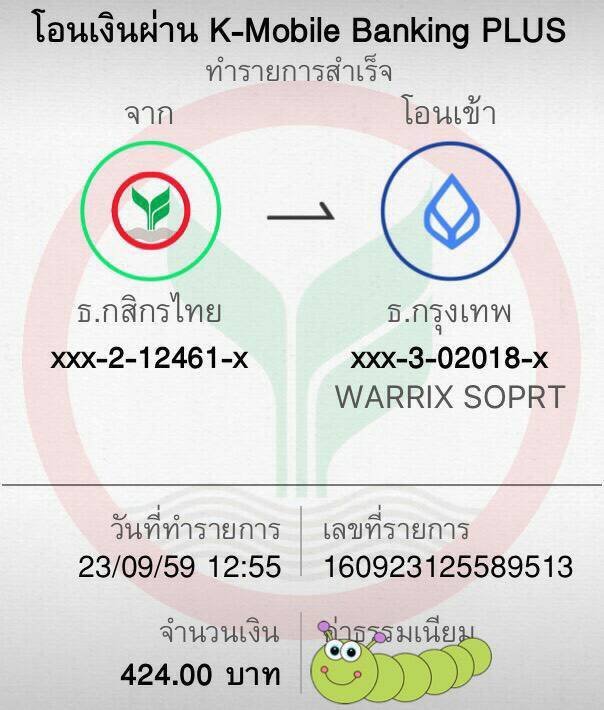 โอนเงินผ่าน K-Mobile Banking PLUS
ทำรายการสำเร็จ
จาก
โอนเข้า
ธ.กสิกรไทย
ธ.กรุงเทพ
xxx-2-12461-x
xxx-3-02018-x
WARRIX SOPRT
วันที่ทำรายการ
เลขที่รายการ
23/09/59 12:55
160923125589513
จำนวนเงิน
ค่าธรรมเนียม
424.00 บาท